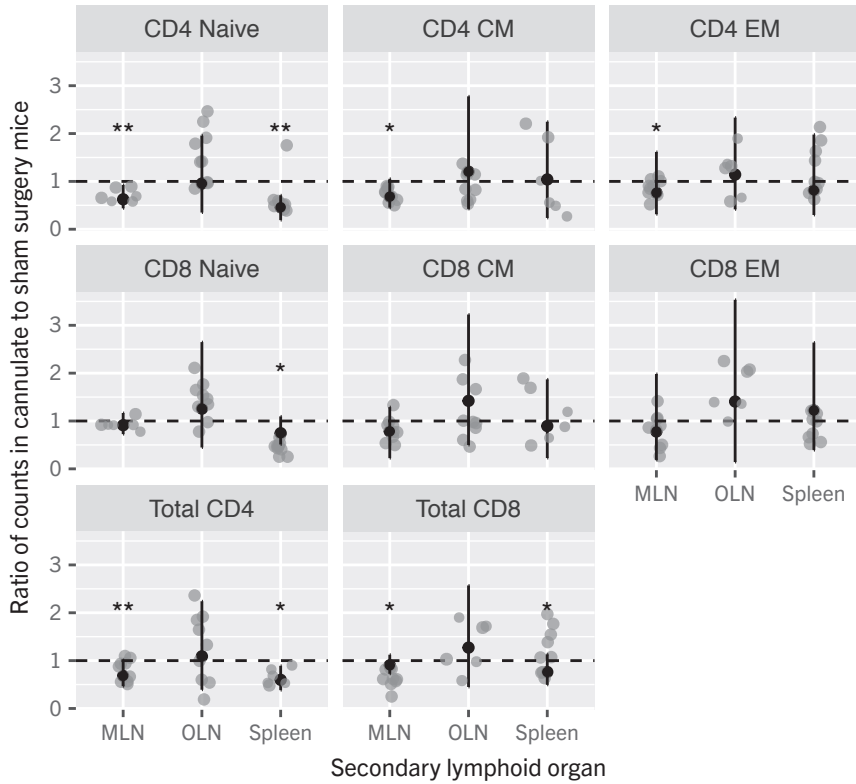 CD4 Naive CD4 CM CD4 EM
3
** ** * *
2
1
0
CD8 Naive CD8 CM CD8 EM
3
*
2
1
0
MLN OLN Spleen
Total CD4 Total CD8
3
** * * *
2
1
0
MLN OLN Spleen MLN OLN Spleen
Secondary lymphoid organ
Ratio of counts in cannulate to sham surgery mice